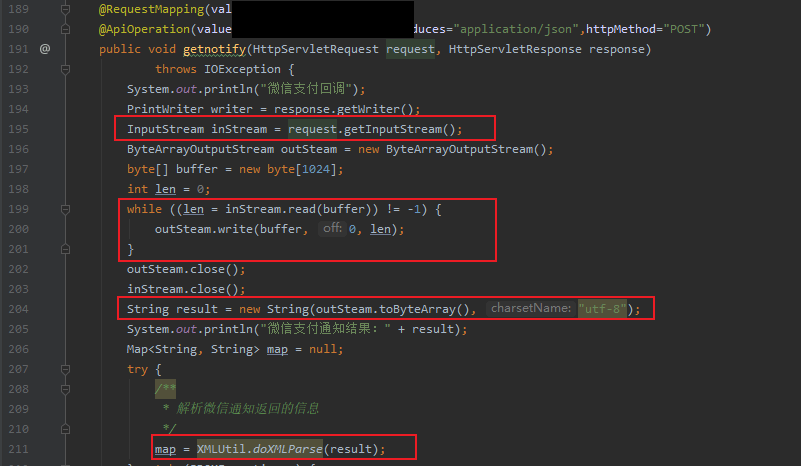 189 @RequestMapping(val
190 @ApiOperation(value duces="application/json",httpMethod="POST")
191 @ public void getnotify(HttpServletRequest request, HttpServletResponse response)
192 throws IOException {
193 System.out.println("微信支付回调");
194 PrintWriter writer = response.getWriter();
195 InputStream inStream = request.getInputStream();
196 ByteArrayOutputStream outSteam = new ByteArrayOutputStream();
197 byte[] buffer = new byte[1024];
198 int len = 0;
199 while ((len = inStream.read(buffer)) != -1) {
200 outSteam.write(buffer, off: 0, len);
201 }
202 outSteam.close();
203 inStream.close();
204 String result = new String(outSteam.toByteArray(), charsetName: "utf-8");
205 System.out.println("微信支付通知结果：" + result);
206 Map<String, String> map = null;
207 try {
208 /**
209 * 解析微信通知返回的信息
210 */
211 map = XMLUtil.doXMLParse(result);